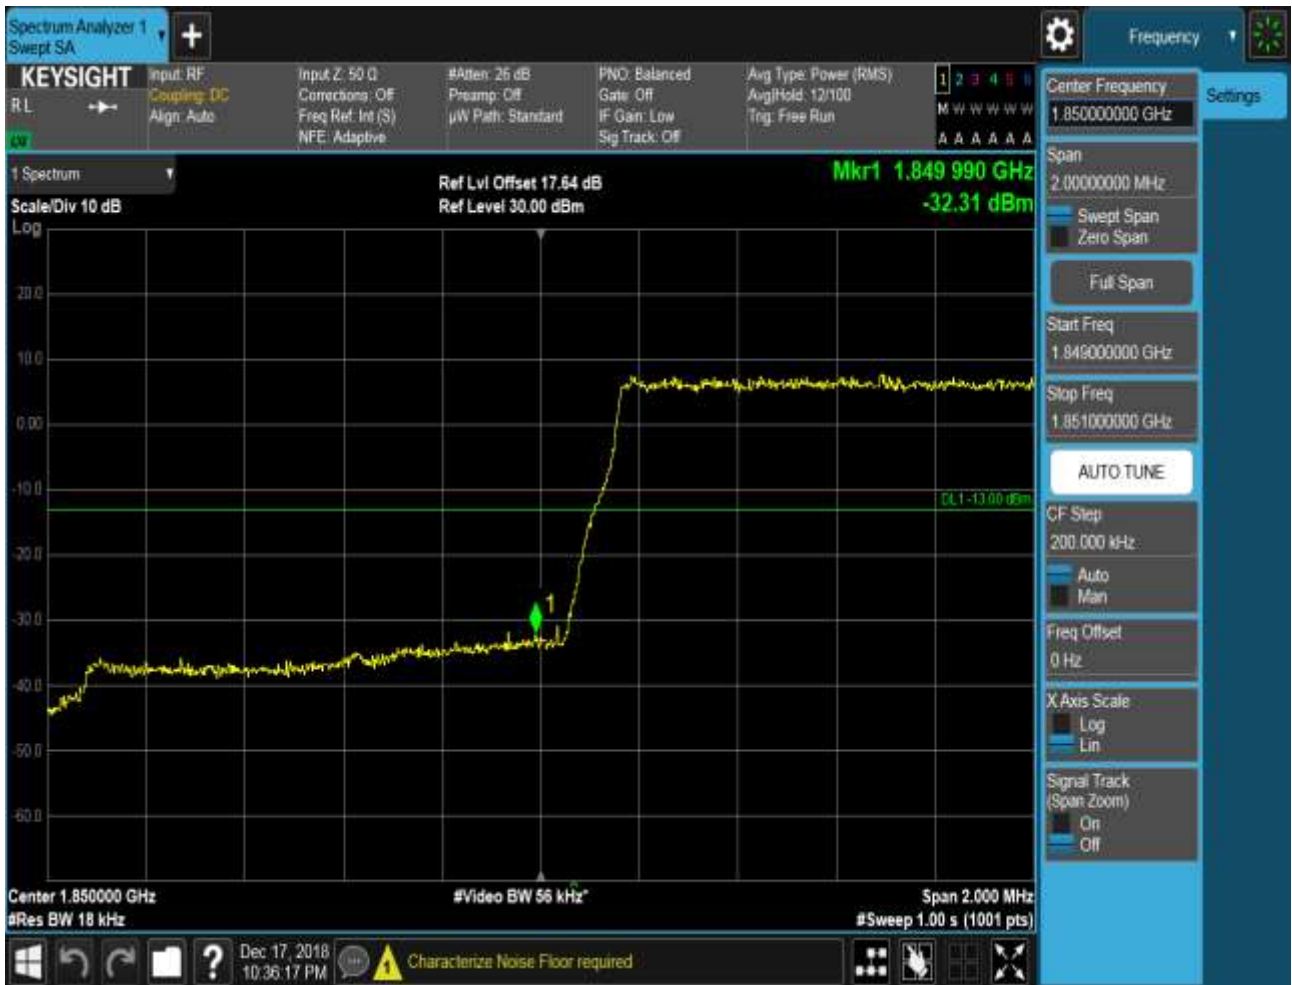 Spectrum Analyzer 1
Swept SA
+
Frequency
KEYSIGHT
RL
Input: RF
Coupling: DC
Align: Auto
Input Z: 50 Ω
Corrections: Off
Freq Ref: Int (S)
NFE: Adaptive
#Atten: 26 dB
Preamp: Off
µW Path: Standard
PNO: Balanced
Gate: Off
IF Gain: Low
Sig Track: Off
Avg Type: Power (RMS)
Avg|Hold: 12/100
Trig: Free Run
1 2 3 4 5 6
M W W W W W
A A A A A A
1 Spectrum
Scale/Div 10 dB
Log
Ref Lvl Offset 17.64 dB
Ref Level 30.00 dBm
Mkr1 1.849 990 GHz
-32.31 dBm
20.0
10.0
0.00
-10.0
-20.0
-30.0
-40.0
-50.0
-60.0
DL1 -13.00 dBm
1
Center 1.850000 GHz
#Res BW 18 kHz
#Video BW 56 kHz*
Span 2.000 MHz
#Sweep 1.00 s (1001 pts)
Center Frequency
1.850000000 GHz
Settings
Span
2.00000000 MHz
Swept Span
Zero Span
Full Span
Start Freq
1.849000000 GHz
Stop Freq
1.851000000 GHz
AUTO TUNE
CF Step
200.000 kHz
Auto
Man
Freq Offset
0 Hz
X Axis Scale
Log
Lin
Signal Track
(Span Zoom)
On
Off
?
Dec 17, 2018
10:36:17 PM
1
Characterize Noise Floor required